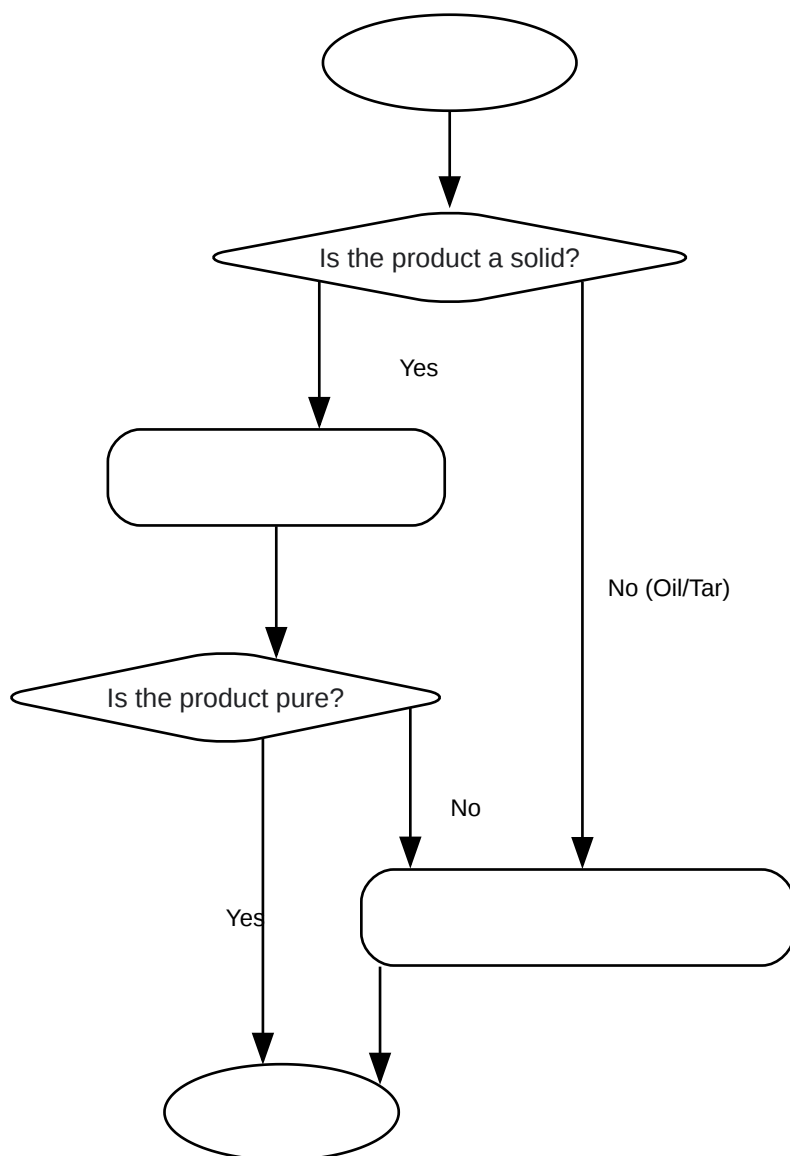 Is the product a solid?
Yes
No (Oil/Tar)
Is the product pure?
No
Yes